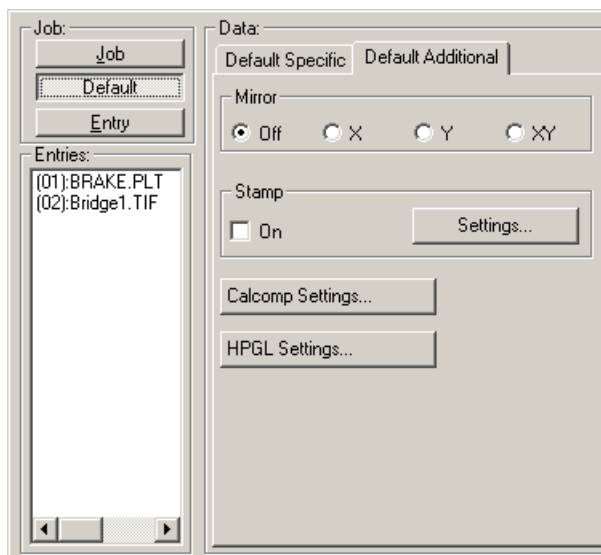 Job:
Job
Default
Entry
Entries:
(01):BRAKE.PLT
(02):Bridge1.TIF
Data:
Default Specific
Default Additional
Mirror
Off
X
Y
XY
Stamp
On
Settings...
Calcomp Settings...
HPGL Settings...